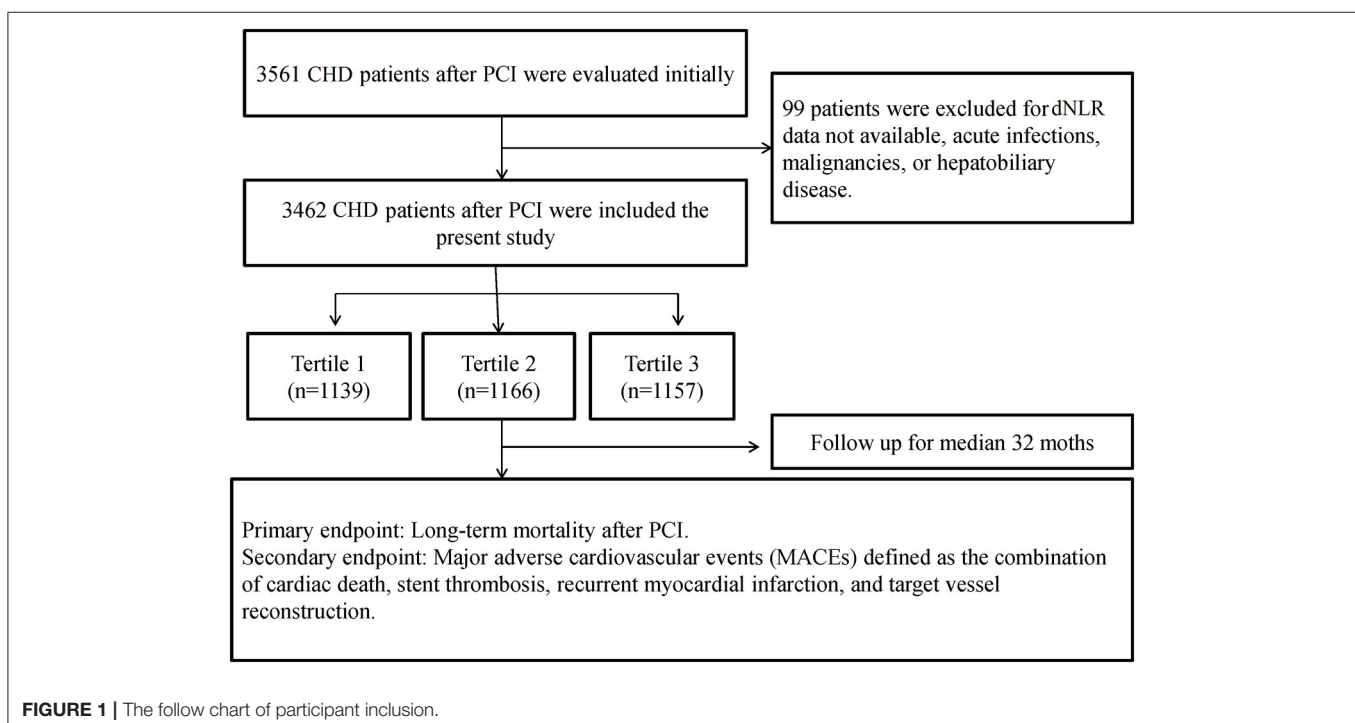 3561 CHD patients after PCI were evaluated initially
99 patients were excluded for dNLR
data not available, acute infections,
malignancies, or hepatobiliary
disease.
3462 CHD patients after PCI were included the
present study
Tertile 1
(n=1139)
Tertile 2
(n=1166)
Tertile 3
(n=1157)
Follow up for median 32 moths
Primary endpoint: Long-term mortality after PCI.
Secondary endpoint: Major adverse cardiovascular events (MACEs) defined as the combination
of cardiac death, stent thrombosis, recurrent myocardial infarction, and target vessel
reconstruction.
FIGURE 1 | The follow chart of participant inclusion.